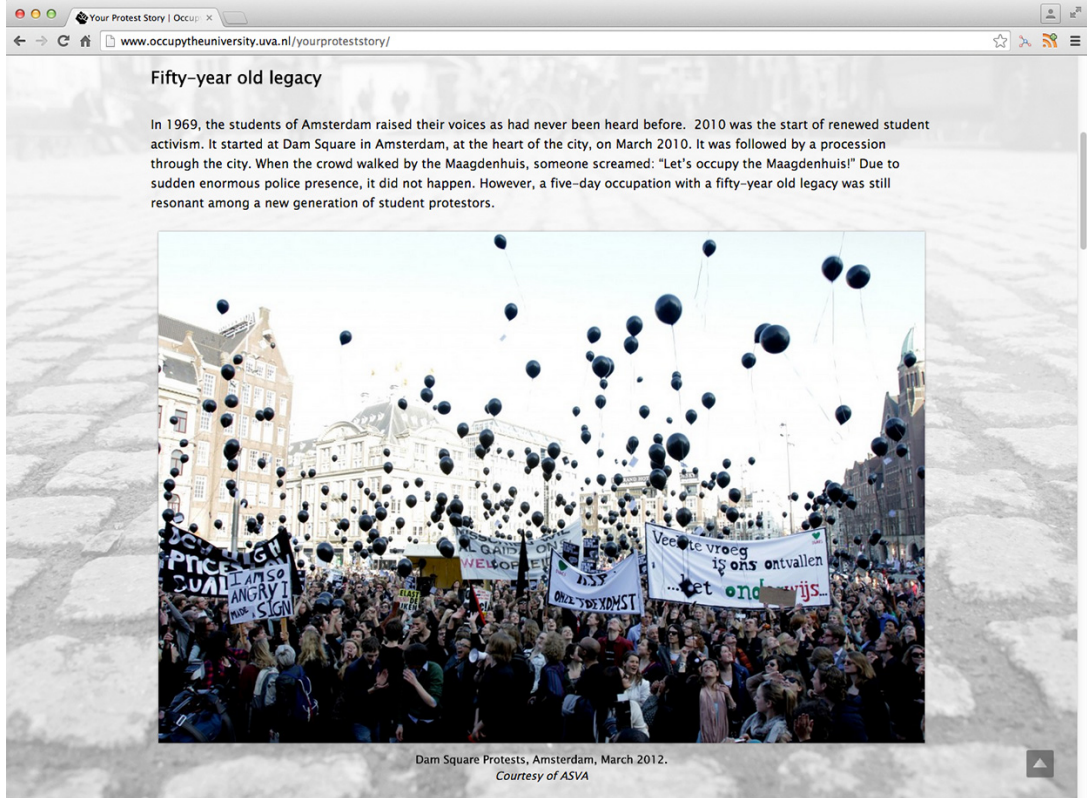 Your Protest Story | Occup
www.occupytheuniversity.uva.nl/yourproteststory/
Fifty-year old legacy
In 1969, the students of Amsterdam raised their voices as had never been heard before.  2010 was the start of renewed student
activism. It started at Dam Square in Amsterdam, at the heart of the city, on March 2010. It was followed by a procession
through the city. When the crowd walked by the Maagdenhuis, someone screamed: “Let’s occupy the Maagdenhuis!” Due to
sudden enormous police presence, it did not happen. However, a five-day occupation with a fifty-year old legacy was still
resonant among a new generation of student protestors.
HIGH
PRICES
I AM SO
ANGRY I
MADE A SIGN
Veel te vroeg
is ons ontvallen
...het onderwijs...
RIP
ONZE TOEKOMST
Dam Square Protests, Amsterdam, March 2012.
Courtesy of ASVA